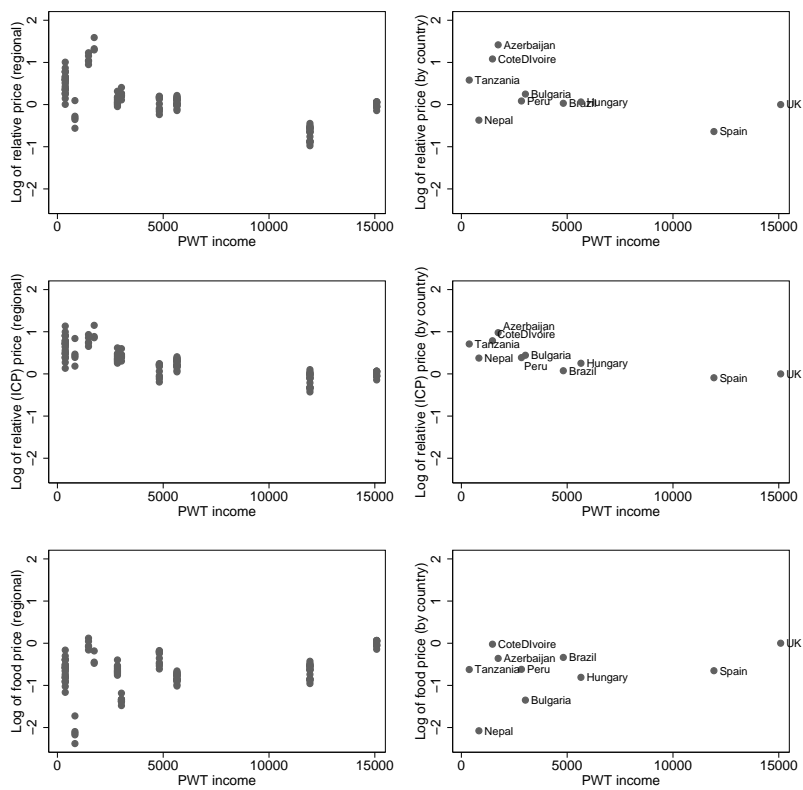 Log of relative price (regional)
2
1
0
−1
−2
0 5000 10000 15000
PWT income
Log of relative price (by country)
2
1
0
−1
−2
Azerbaijan
CoteDIvoire
Tanzania
Bulgaria
Peru
Brazil
Hungary
UK
Nepal
Spain
0 5000 10000 15000
PWT income
Log of relative (ICP) price (regional)
2
1
0
−1
−2
0 5000 10000 15000
PWT income
Log of relative (ICP) price (by country)
2
1
0
−1
−2
Azerbaijan
CoteDIvoire
Tanzania
Bulgaria
Nepal
Peru
Hungary
Brazil
Spain
UK
0 5000 10000 15000
PWT income
Log of food price (regional)
2
1
0
−1
−2
0 5000 10000 15000
PWT income
Log of food price (by country)
2
1
0
−1
−2
CoteDIvoire
UK
Azerbaijan
Brazil
Tanzania
Peru
Spain
Hungary
Bulgaria
Nepal
0 5000 10000 15000
PWT income